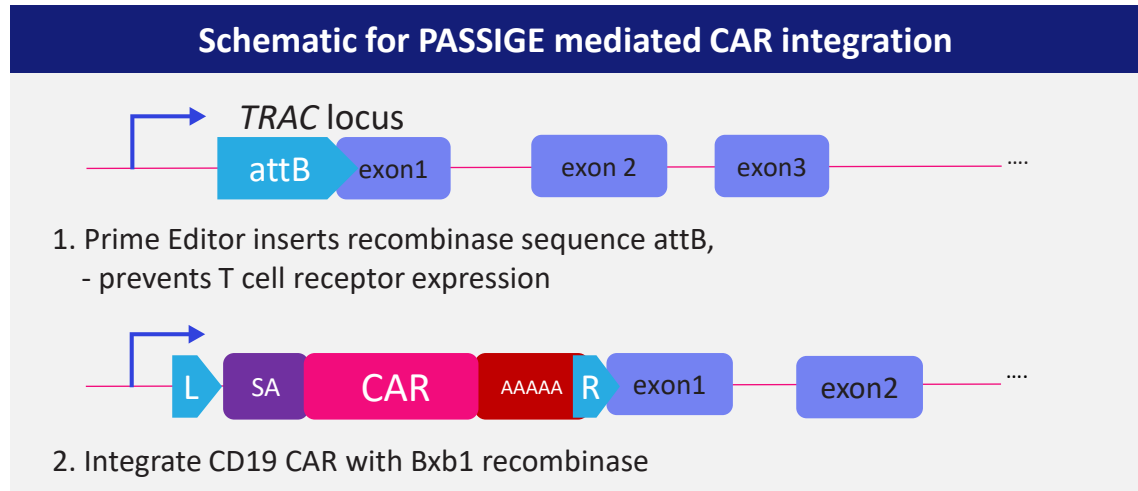 Schematic for PASSIGE mediated CAR integration
TRAC locus
attB exon1 exon 2 exon3 ....
1. Prime Editor inserts recombinase sequence attB,
- prevents T cell receptor expression
L SA CAR AAAAA R exon1 exon2 ....
2. Integrate CD19 CAR with Bxb1 recombinase